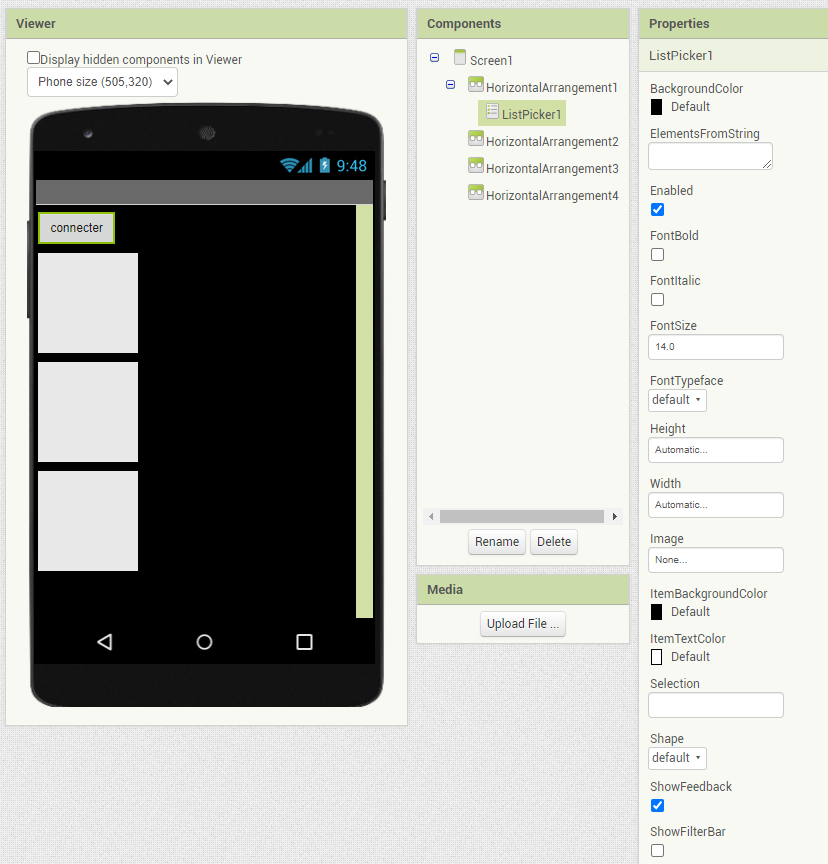 Viewer
Display hidden components in Viewer
Phone size (505,320)
9:48
connecter
Components
Screen1
HorizontalArrangement1
ListPicker1
HorizontalArrangement2
HorizontalArrangement3
HorizontalArrangement4
Rename Delete
Media
Upload File ...
Properties
ListPicker1
BackgroundColor
Default
ElementsFromString
Enabled
FontBold
FontItalic
FontSize
14.0
FontTypeface
default
Height
Automatic...
Width
Automatic...
Image
None...
ItemBackgroundColor
Default
ItemTextColor
Default
Selection
Shape
default
ShowFeedback
ShowFilterBar